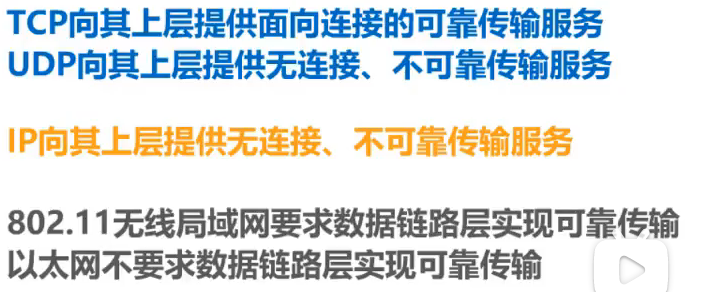 TCP向其上层提供面向连接的可靠传输服务
UDP向其上层提供无连接、不可靠传输服务
IP向其上层提供无连接、不可靠传输服务
802.11无线局域网要求数据链路层实现可靠传输
以太网不要求数据链路层实现可靠传输